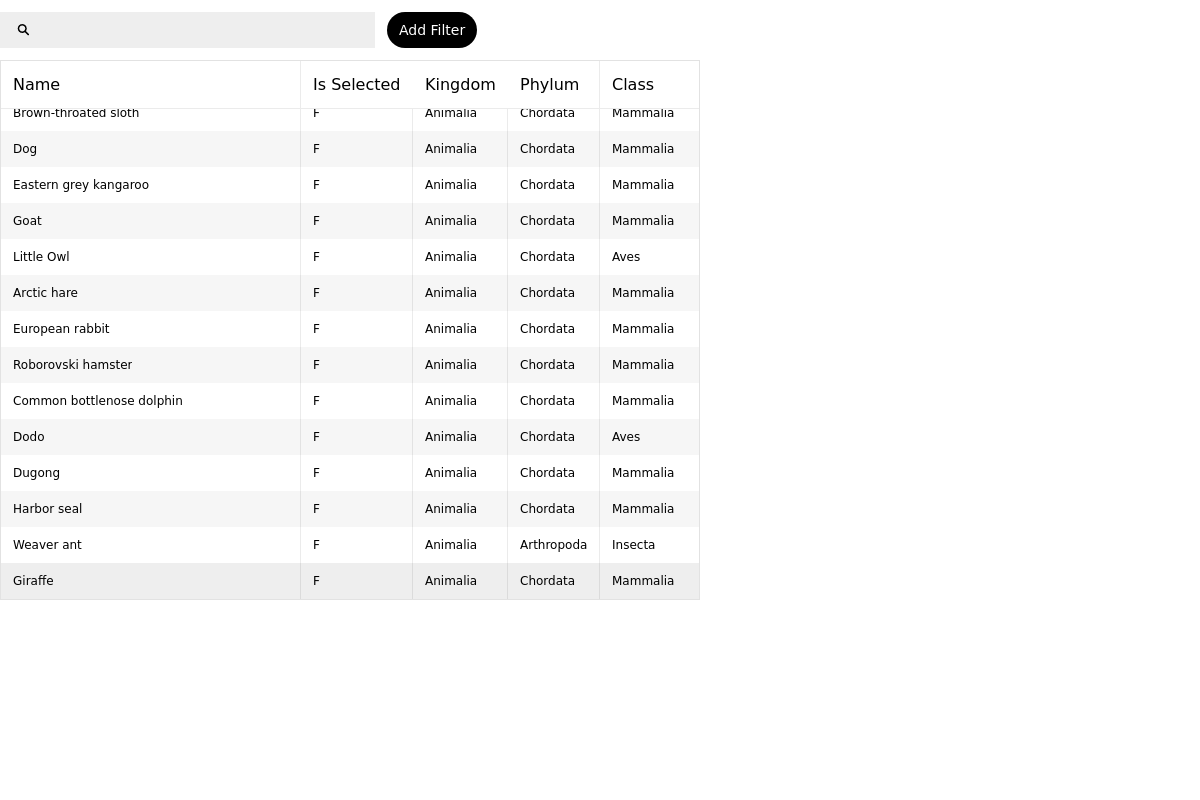 Add Filter
Name Is Selected Kingdom Phylum Class
Brown-throated sloth F Animalia Chordata Mammalia
Dog F Animalia Chordata Mammalia
Eastern grey kangaroo F Animalia Chordata Mammalia
Goat F Animalia Chordata Mammalia
Little Owl F Animalia Chordata Aves
Arctic hare F Animalia Chordata Mammalia
European rabbit F Animalia Chordata Mammalia
Roborovski hamster F Animalia Chordata Mammalia
Common bottlenose dolphin F Animalia Chordata Mammalia
Dodo F Animalia Chordata Aves
Dugong F Animalia Chordata Mammalia
Harbor seal F Animalia Chordata Mammalia
Weaver ant F Animalia Arthropoda Insecta
Giraffe F Animalia Chordata Mammalia